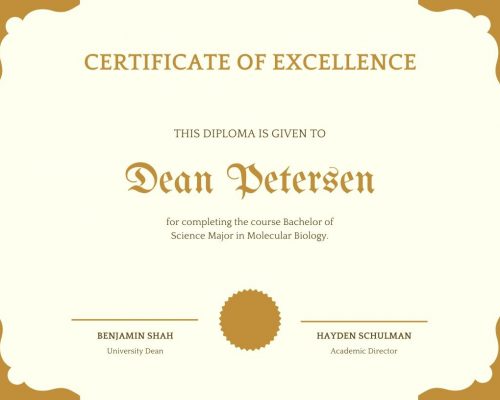 CERTIFICATE OF EXCELLENCE
THIS DIPLOMA IS GIVEN TO
Dean Petersen
for completing the course Bachelor of
Science Major in Molecular Biology.
BENJAMIN SHAH
University Dean
HAYDEN SCHULMAN
Academic Director